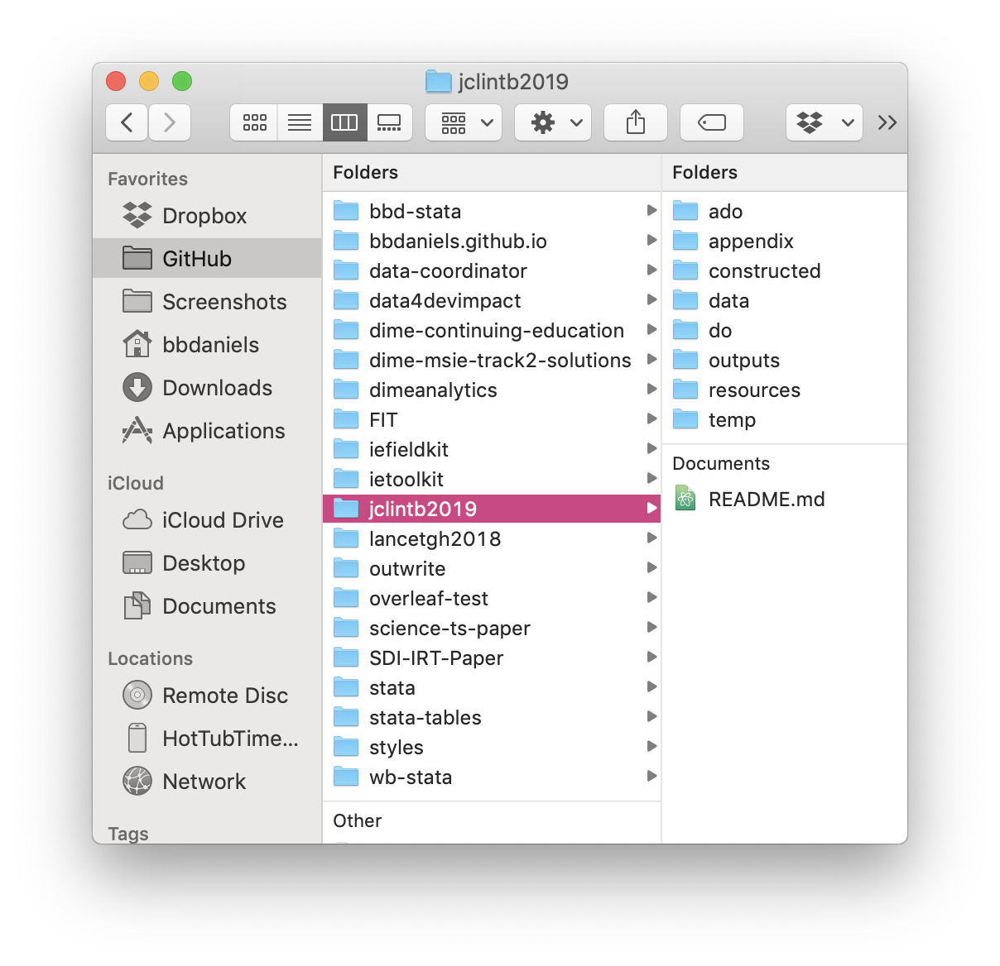 jclintb2019
Favorites
Dropbox
GitHub
Screenshots
bbdaniels
Downloads
Applications
iCloud
iCloud Drive
Desktop
Documents
Locations
Remote Disc
HotTubTime...
Network
Tags
Folders
bbd-stata
bbdaniels.github.io
data-coordinator
data4devimpact
dime-continuing-education
dime-msie-track2-solutions
dimeanalytics
FIT
iefieldkit
ietoolkit
jclintb2019
lancetgh2018
outwrite
overleaf-test
science-ts-paper
SDI-IRT-Paper
stata
stata-tables
styles
wb-stata
Other
Folders
ado
appendix
constructed
data
do
outputs
resources
temp
Documents
README.md